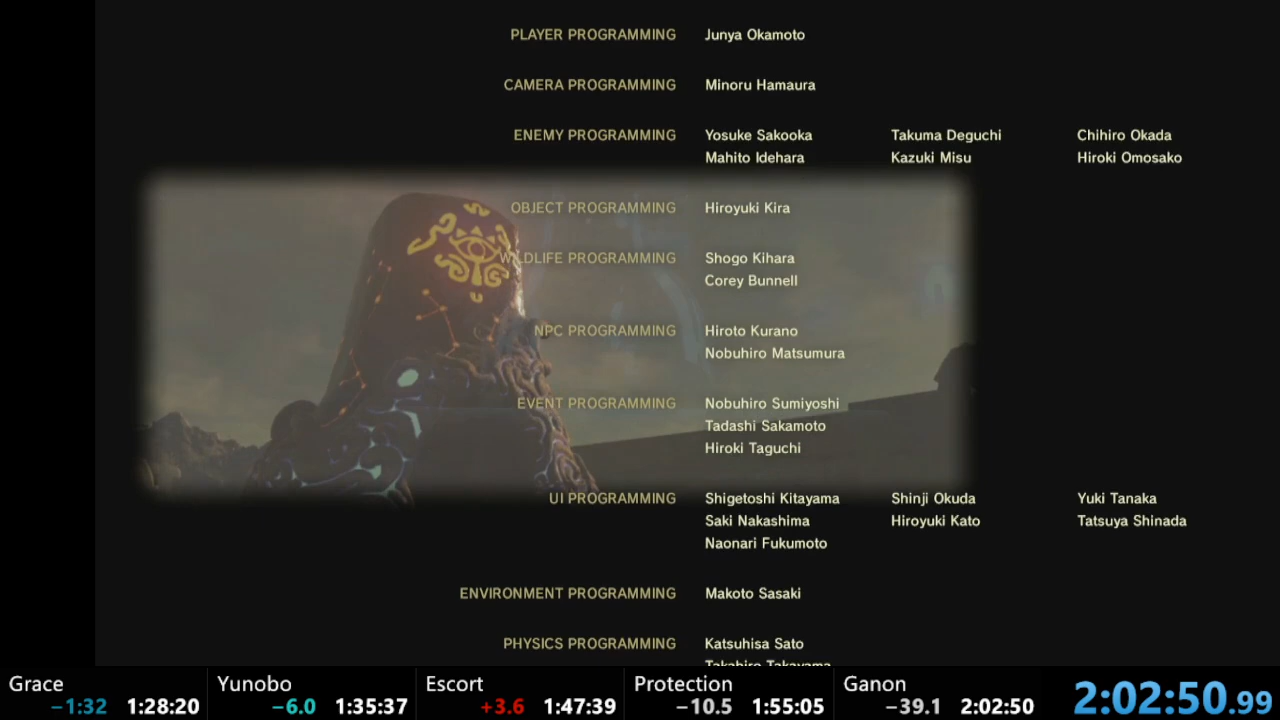 PLAYER PROGRAMMING Junya Okamoto
CAMERA PROGRAMMING Minoru Hamaura
ENEMY PROGRAMMING Yosuke Sakooka Takuma Deguchi Chihiro Okada
Mahito Idehara Kazuki Misu Hiroki Omosako
OBJECT PROGRAMMING Hiroyuki Kira
WILDLIFE PROGRAMMING Shogo Kihara
Corey Bunnell
NPC PROGRAMMING Hiroto Kurano
Nobuhiro Matsumura
EVENT PROGRAMMING Nobuhiro Sumiyoshi
Tadashi Sakamoto
Hiroki Taguchi
UI PROGRAMMING Shigetoshi Kitayama Shinji Okuda Yuki Tanaka
Saki Nakashima Hiroyuki Kato Tatsuya Shinada
Naonari Fukumoto
ENVIRONMENT PROGRAMMING Makoto Sasaki
PHYSICS PROGRAMMING Katsuhisa Sato
Takahiro Takayama
Grace Yunobo Escort Protection Ganon
−1:32 1:28:20 −6.0 1:35:37 +3.6 1:47:39 −10.5 1:55:05 −39.1 2:02:50 2:02:50.99